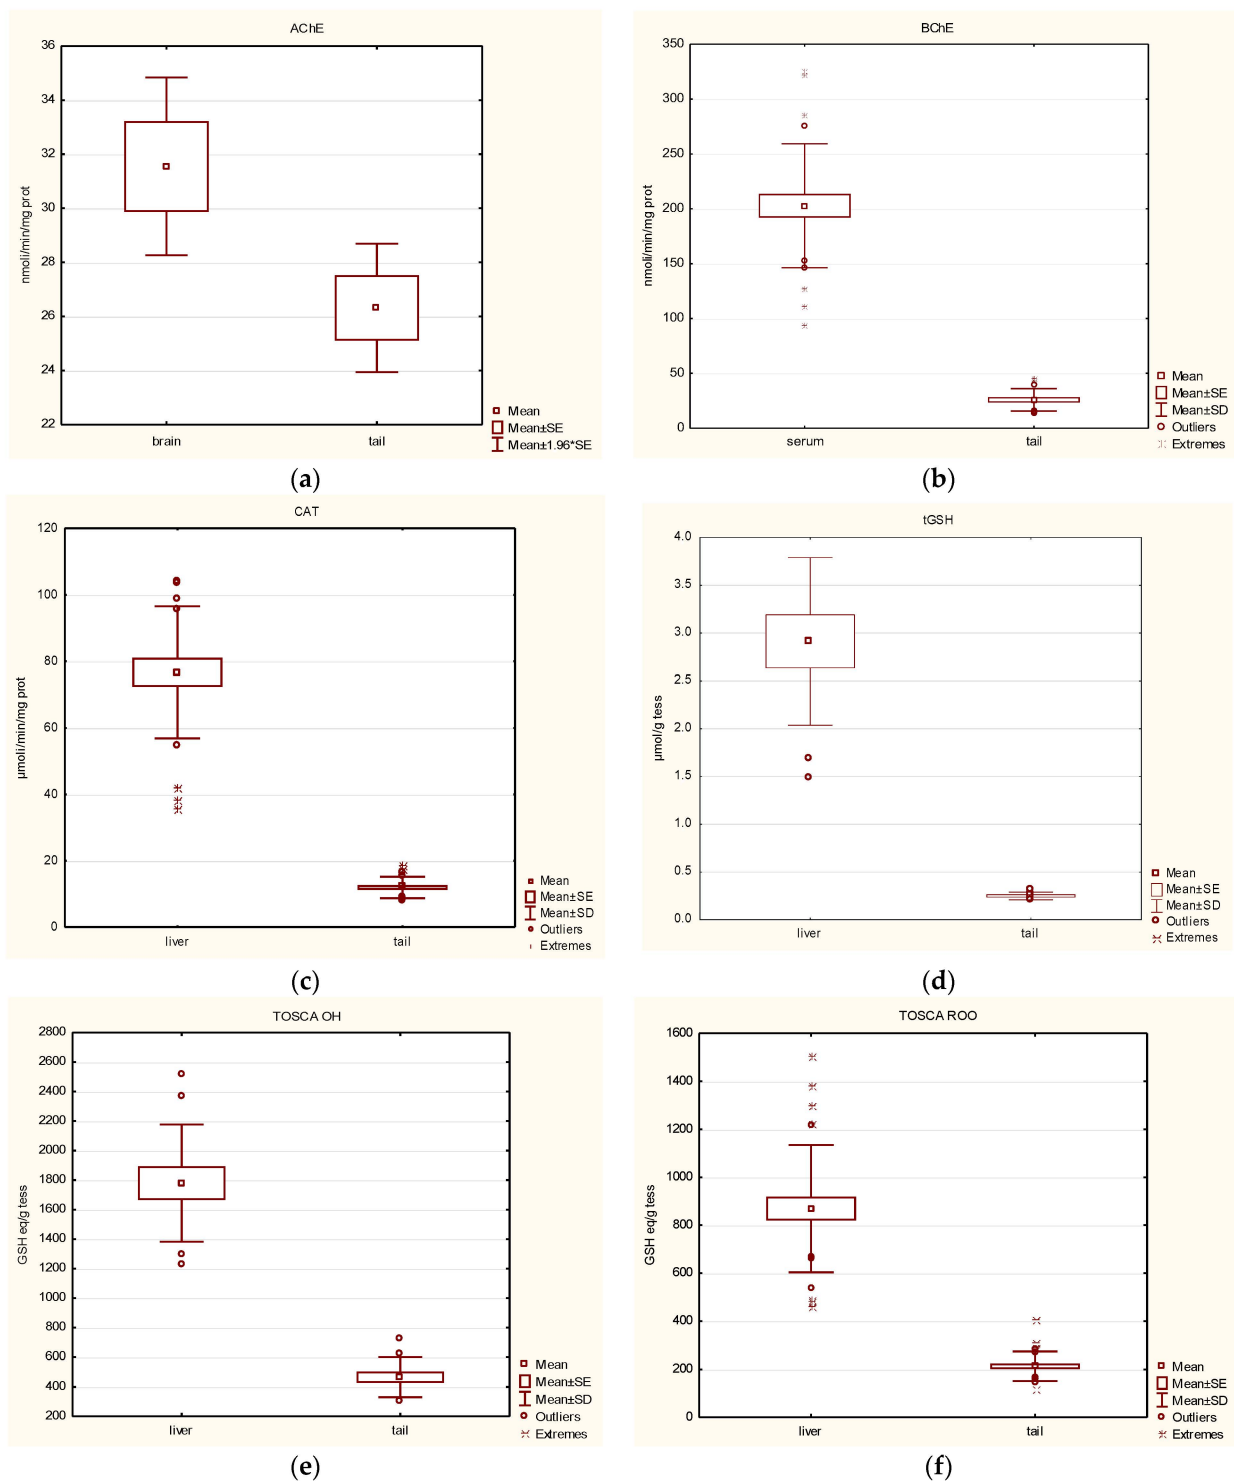 AChE
36
34
32
30
28
26
24
22
nmoli/min/mg prot
brain
tail
Mean
Mean±SE
Mean±1.96*SE
(a)
BChE
350
300
250
200
150
100
50
0
nmoli/min/mg prot
serum
tail
Mean
Mean±SE
Mean±SD
Outliers
Extremes
(b)
CAT
120
100
80
60
40
20
0
µmoli/min/mg prot
liver
tail
Mean
Mean±SE
Mean±SD
Outliers
Extremes
(c)
tGSH
4.0
3.5
3.0
2.5
2.0
1.5
1.0
0.5
0.0
µmol/g tess
liver
tail
Mean
Mean±SE
Mean±SD
Outliers
Extremes
(d)
TOSCA OH
2800
2600
2400
2200
2000
1800
1600
1400
1200
1000
800
600
400
200
GSH eq/g tess
liver
tail
Mean
Mean±SE
Mean±SD
Outliers
Extremes
(e)
TOSCA ROO
1600
1400
1200
1000
800
600
400
200
0
GSH eq/g tess
liver
tail
Mean
Mean±SE
Mean±SD
Outliers
Extremes
(f)